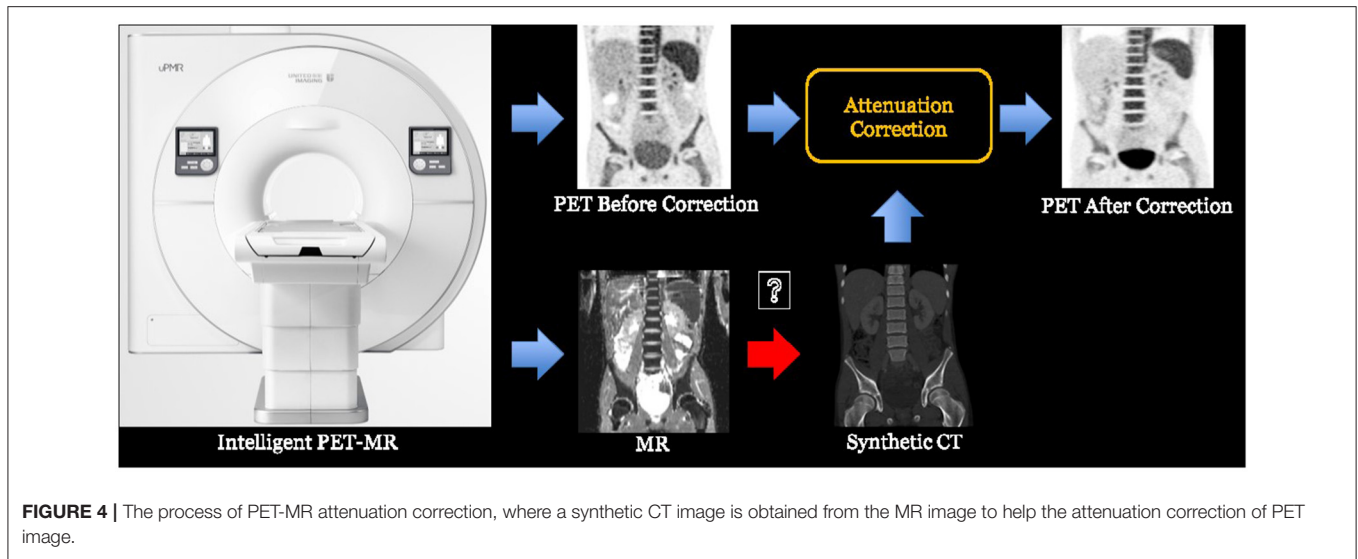 uPMR
UNITED
IMAGING
PET Before Correction
Attenuation
Correction
PET After Correction
?
Intelligent PET-MR
MR
Synthetic CT
FIGURE 4 | The process of PET-MR attenuation correction, where a synthetic CT image is obtained from the MR image to help the attenuation correction of PET
image.